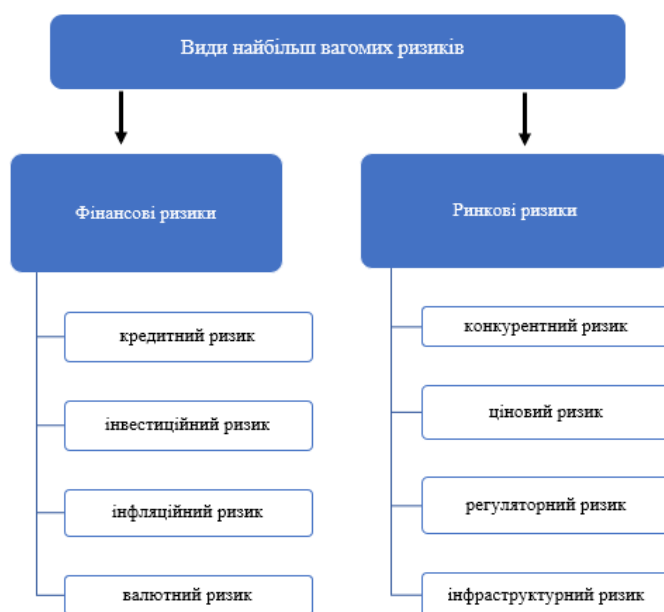 Види найбільш вагомих ризиків
Фінансові ризики
кредитний ризик
інвестиційний ризик
інфляційний ризик
валютний ризик
Ринкові ризики
конкурентний ризик
ціновий ризик
регуляторний ризик
інфраструктурний ризик